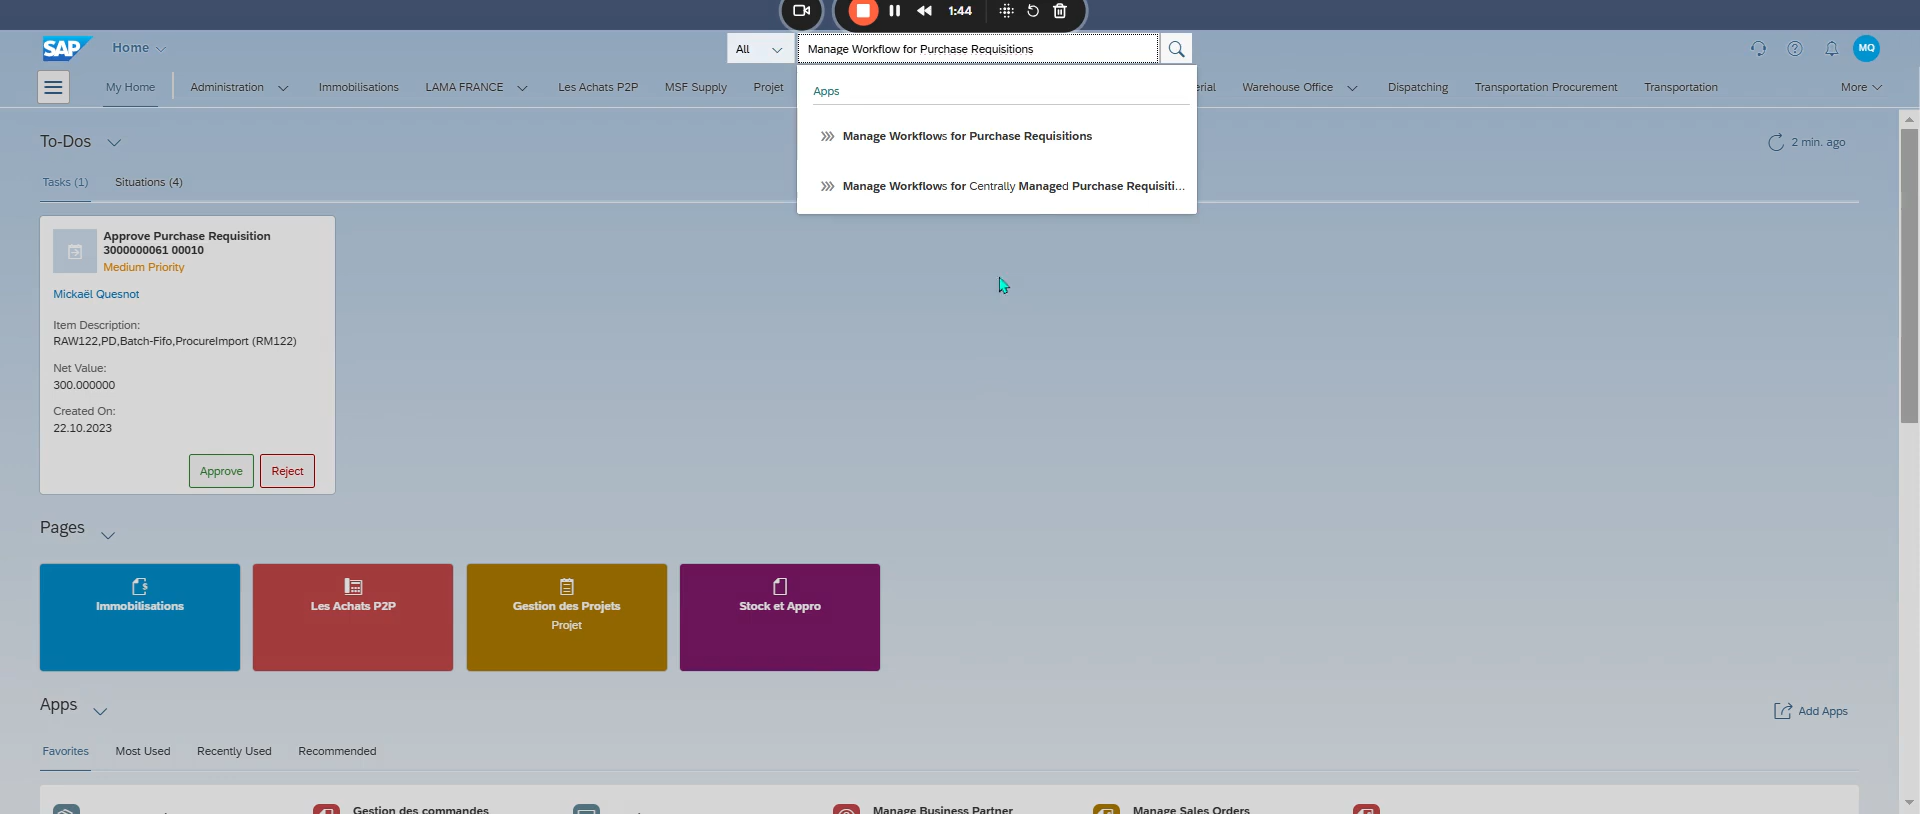 1:44
SAP
Home
All
Manage Workflow for Purchase Requisitions
MQ
My Home
Administration
Immobilisations
LAMA FRANCE
Les Achats P2P
MSF Supply
Projet
Warehouse Office
Dispatching
Transportation Procurement
Transportation
More
Apps
Manage Workflows for Purchase Requisitions
Manage Workflows for Centrally Managed Purchase Requisiti...
To-Dos
2 min. ago
Tasks (1)
Situations (4)
Approve Purchase Requisition
3000000061 00010
Medium Priority
Mickaël Quesnot
Item Description:
RAW122,PD,Batch-Fifo,ProcureImport (RM122)
Net Value:
300.000000
Created On:
22.10.2023
Approve
Reject
Pages
Immobilisations
Les Achats P2P
Gestion des Projets
Projet
Stock et Appro
Apps
Add Apps
Favorites
Most Used
Recently Used
Recommended
Gestion des commandes
Manage Business Partner
Manage Sales Orders